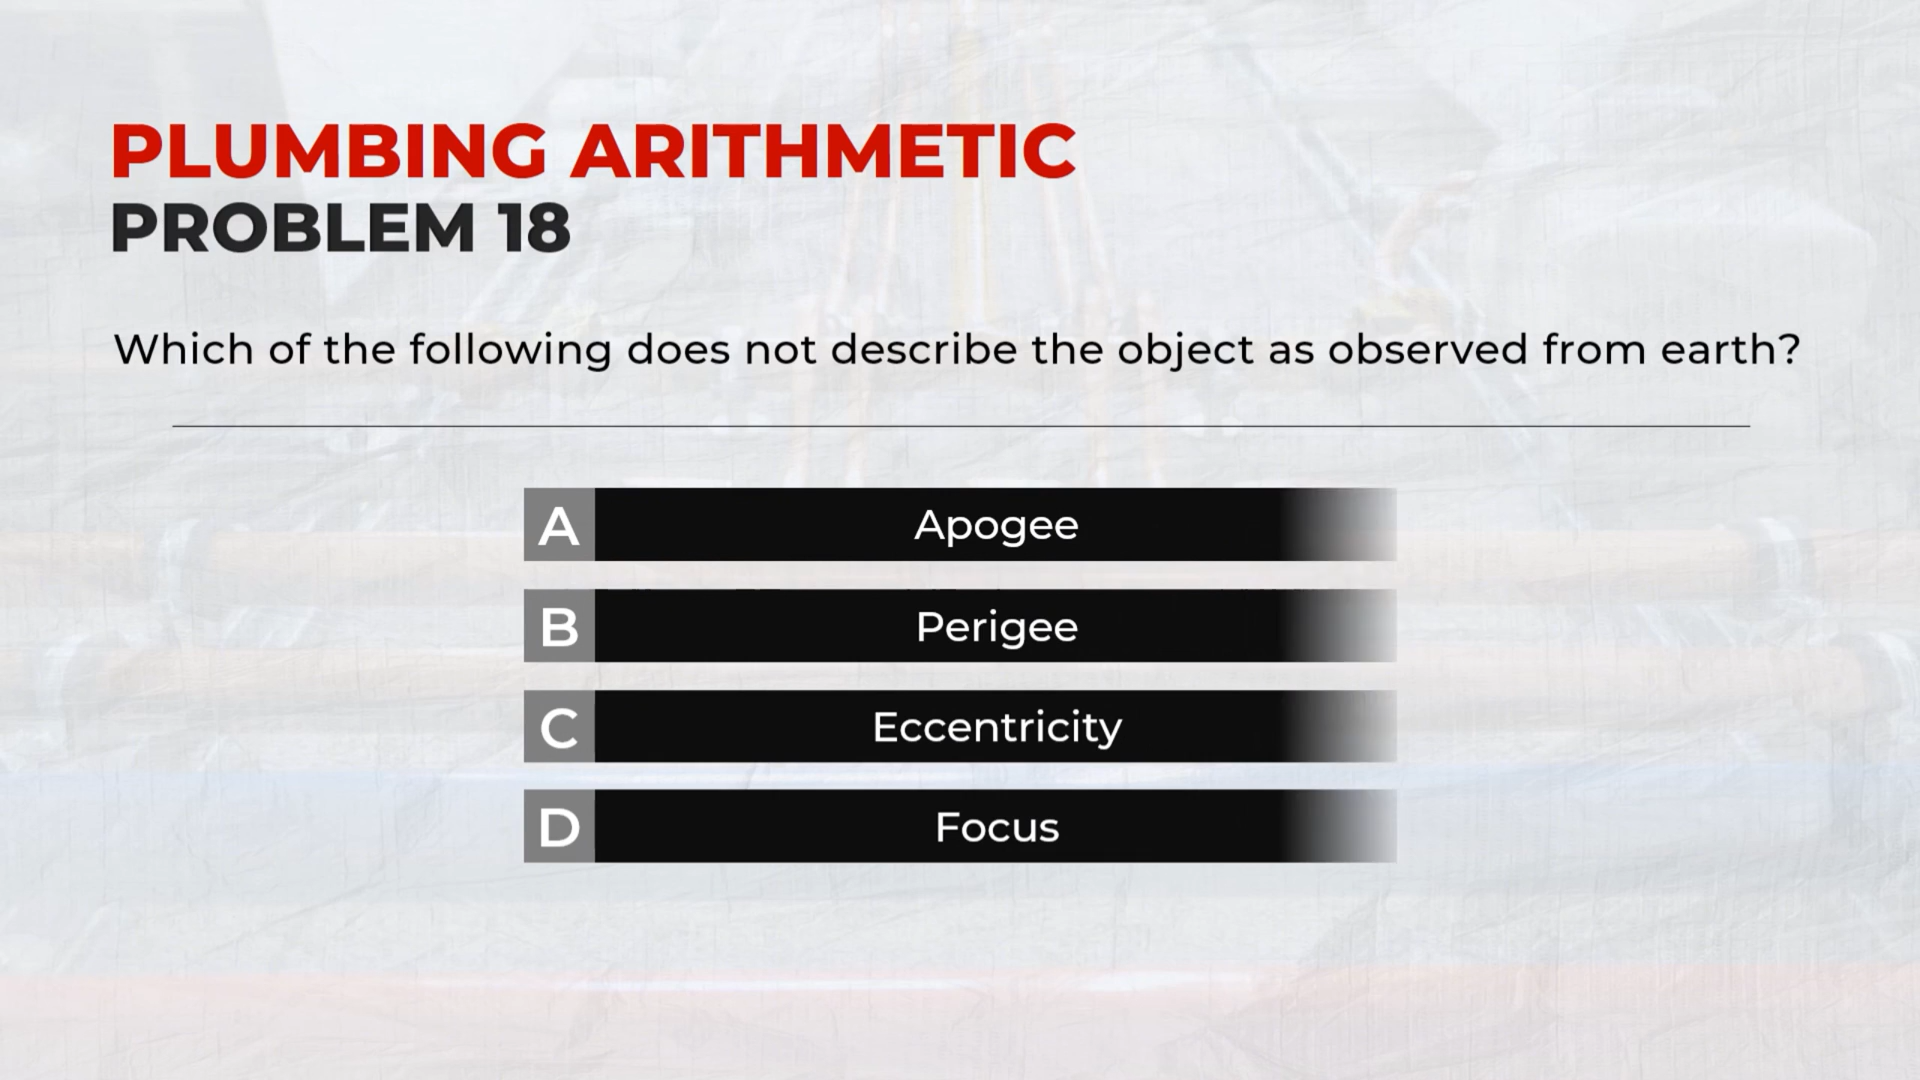 PLUMBING ARITHMETIC
PROBLEM 18
Which of the following does not describe the object as observed from earth?
A Apogee
B Perigee
C Eccentricity
D Focus